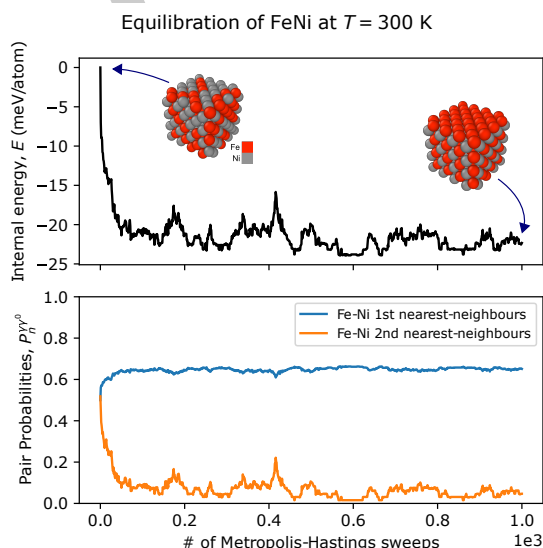 Equilibration of FeNi at T = 300 K
Internal energy, E (meV/atom)
0
−5
−10
−15
−20
−25
Fe
Ni
Pair Probabilities, Pₙ^γγ′
1.0
0.8
0.6
0.4
0.2
0.0
Fe-Ni 1st nearest-neighbours
Fe-Ni 2nd nearest-neighbours
0.0 0.2 0.4 0.6 0.8 1.0
1e3
# of Metropolis-Hastings sweeps